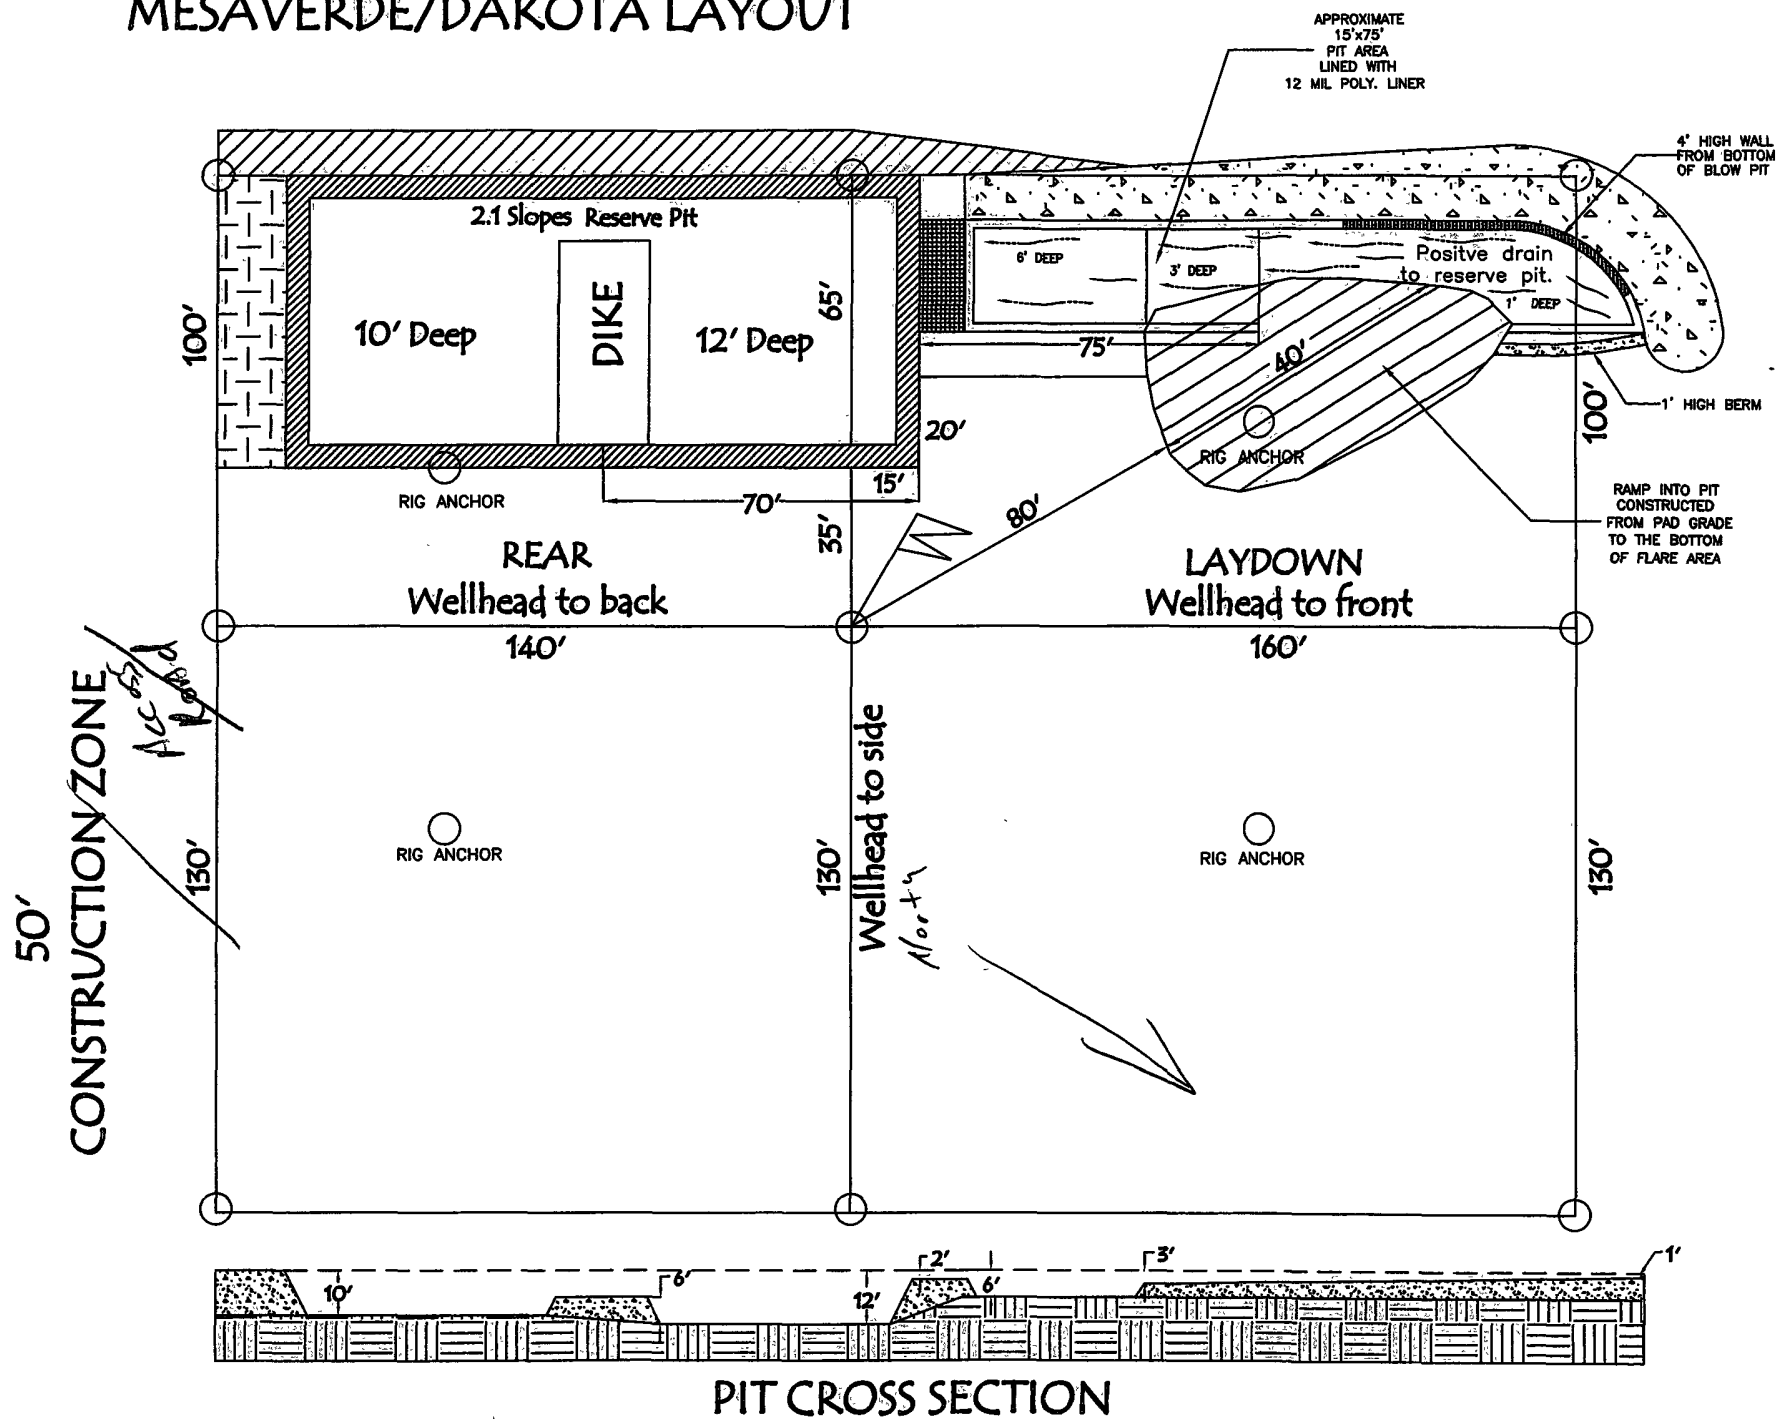 MESAVERDE/DAKOTA LAYOUT
APPROXIMATE
15'x75'
PIT AREA
LINED WITH
12 MIL POLY. LINER
4' HIGH WALL
FROM BOTTOM
OF BLOW PIT
2.1 Slopes Reserve Pit
6' DEEP
3' DEEP
Positve drain
to reserve pit.
1' DEEP
100'
10' Deep
DIKE
65'
12' Deep
75'
40'
1' HIGH BERM
100'
20'
RIG ANCHOR
RIG ANCHOR
15'
70'
35'
80'
N
RAMP INTO PIT
CONSTRUCTED
FROM PAD GRADE
TO THE BOTTOM
OF FLARE AREA
REAR
Wellhead to back
140'
LAYDOWN
Wellhead to front
160'
50'
CONSTRUCTION ZONE
Access
Road
130'
RIG ANCHOR
130'
Wellhead to side
North
RIG ANCHOR
130'
10'
6'
12'
2'
6'
3'
1'
PIT CROSS SECTION